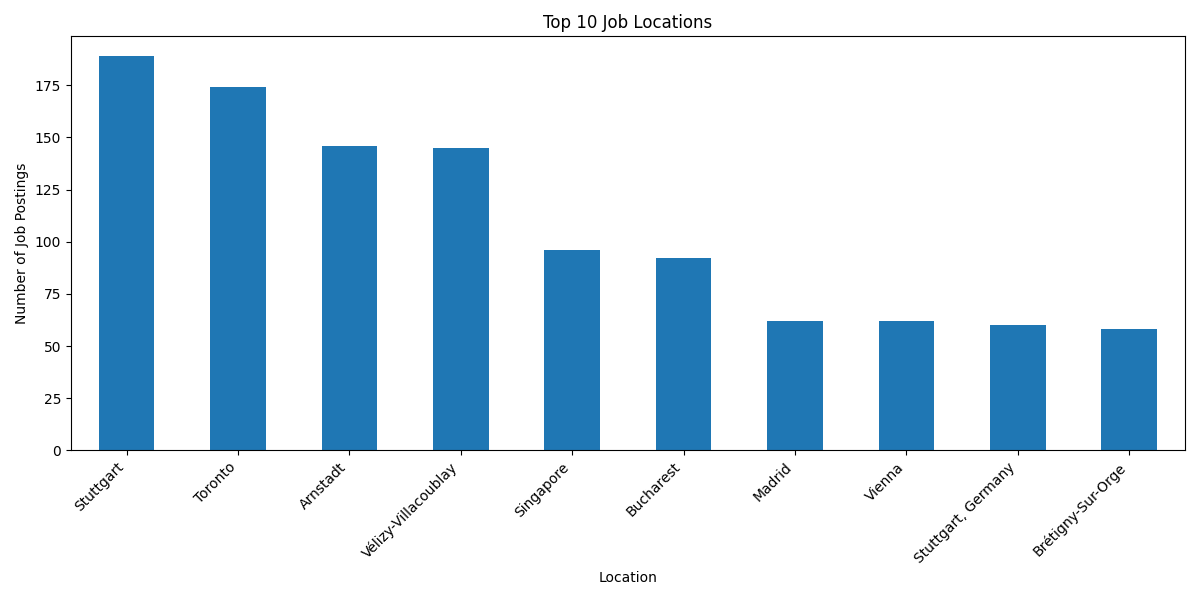 Top 10 Job Locations
Number of Job Postings
175
150
125
100
75
50
25
0
Stuttgart
Toronto
Arnstadt
Vélizy-Villacoublay
Singapore
Bucharest
Madrid
Vienna
Stuttgart, Germany
Brétigny-Sur-Orge
Location